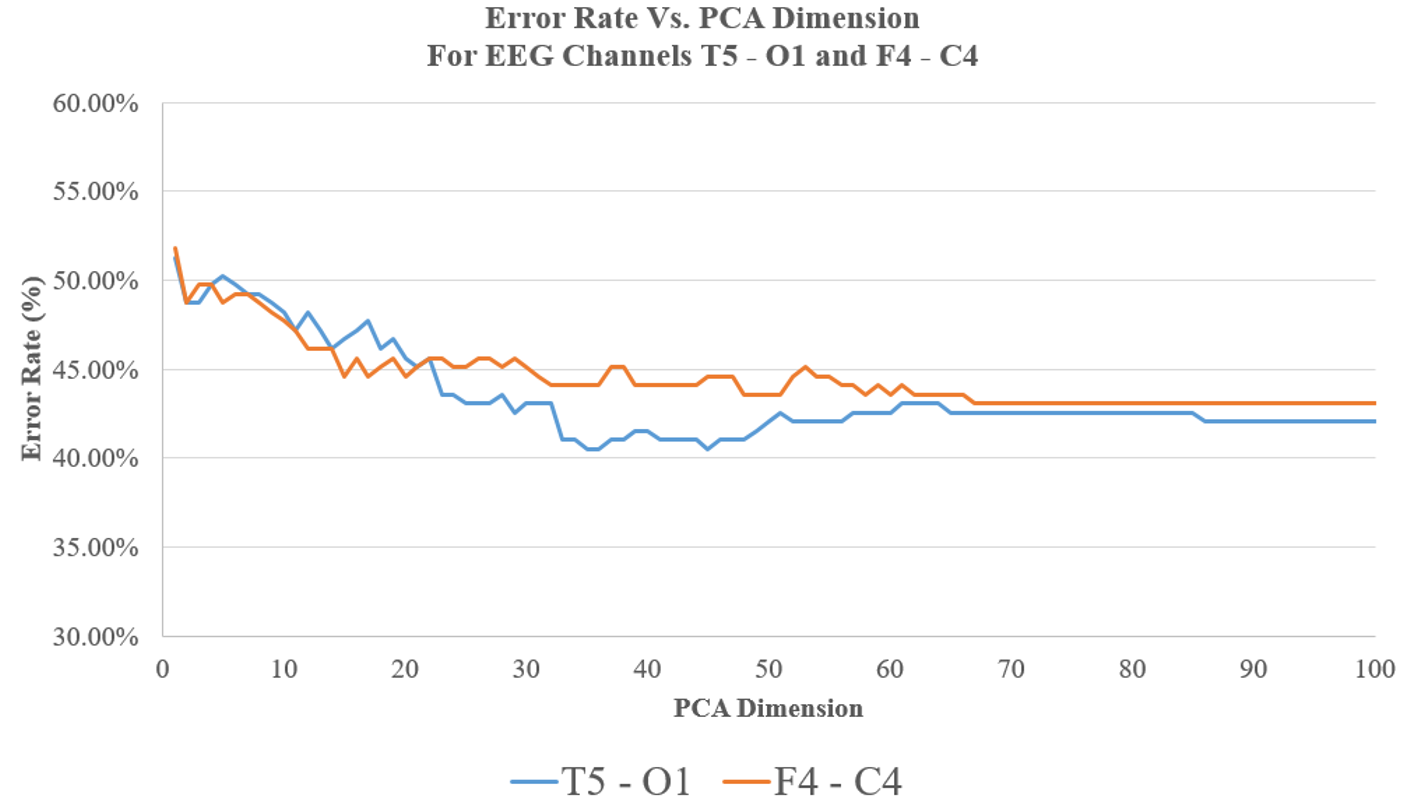 Error Rate Vs. PCA Dimension
For EEG Channels T5 - O1 and F4 - C4
60.00%
55.00%
50.00%
45.00%
40.00%
35.00%
30.00%
Error Rate (%)
0 10 20 30 40 50 60 70 80 90 100
PCA Dimension
T5 - O1 F4 - C4